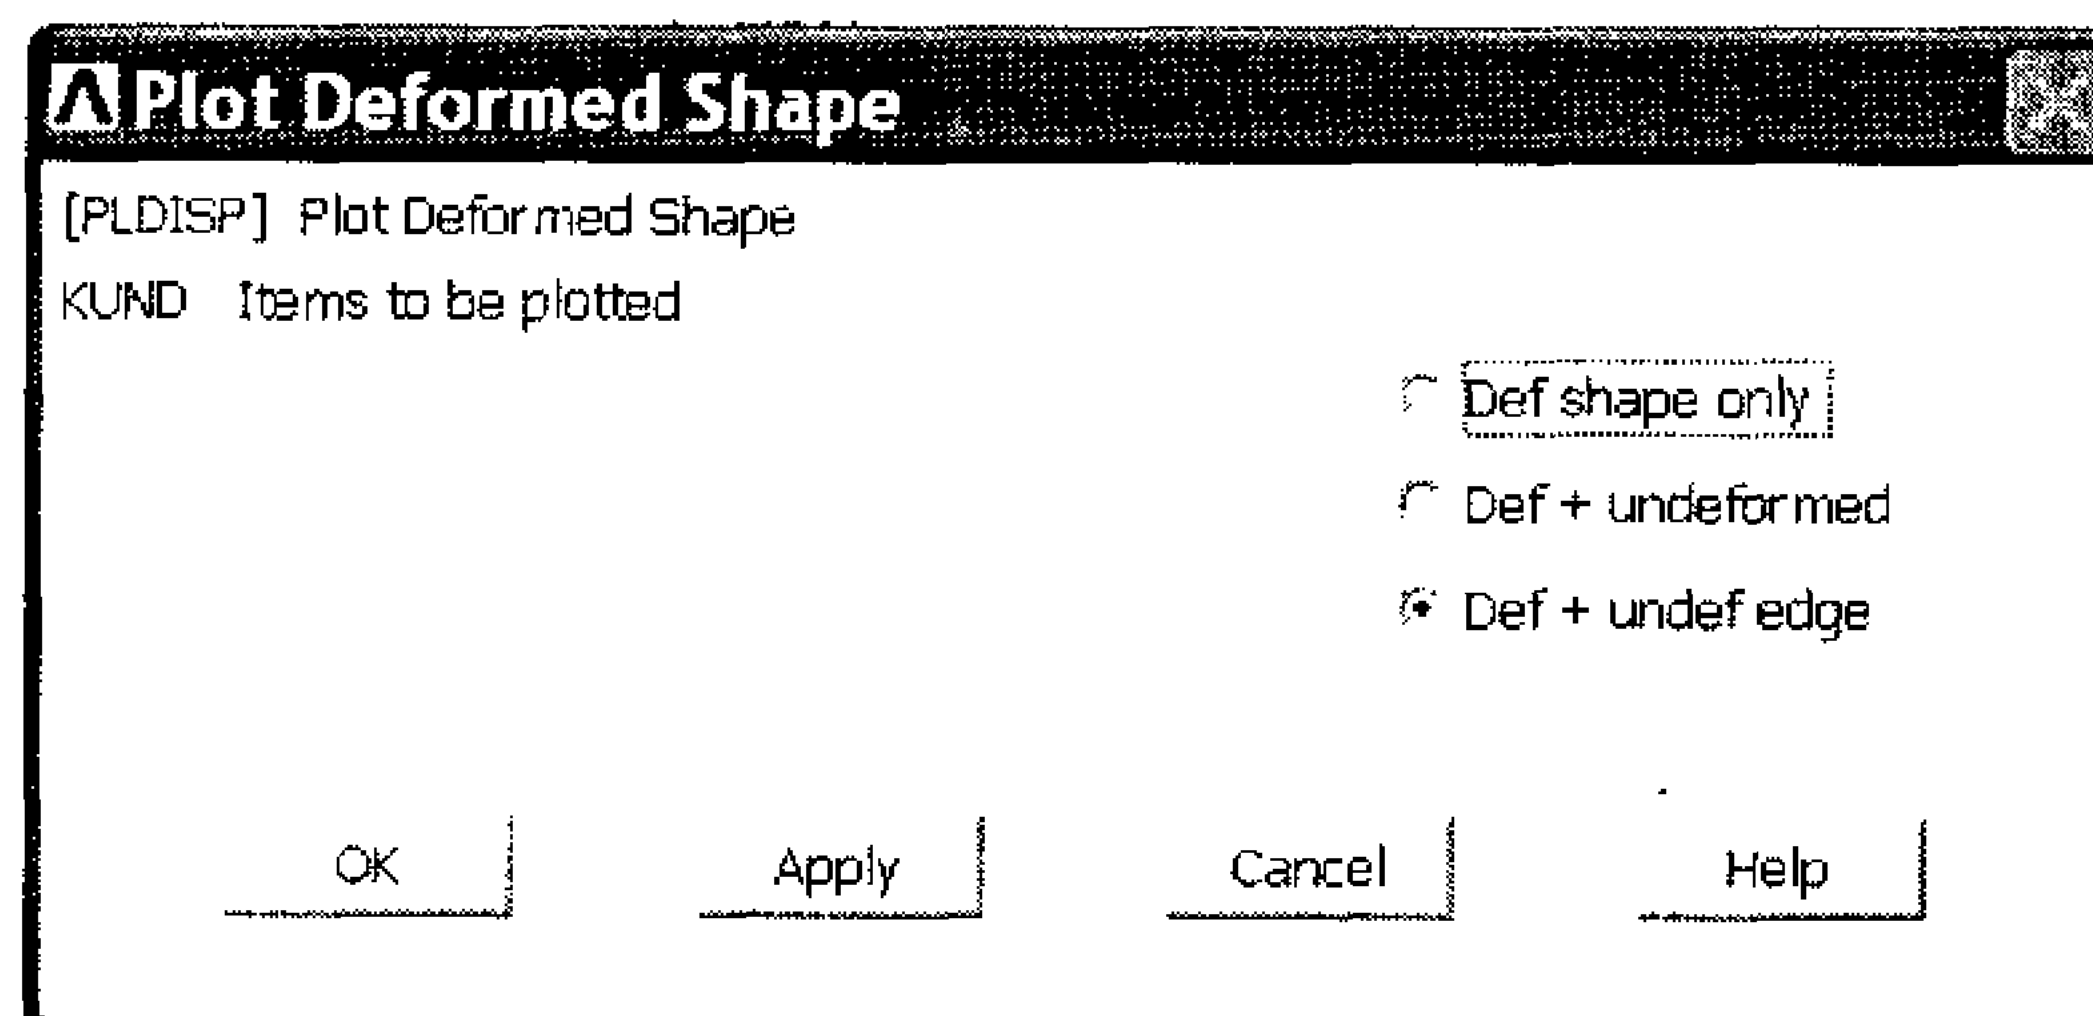 Plot Deformed Shape
[PLDISP] Plot Deformed Shape
KUND Items to be plotted
Def shape only
Def + undeformed
Def + undef edge
OK Apply Cancel Help